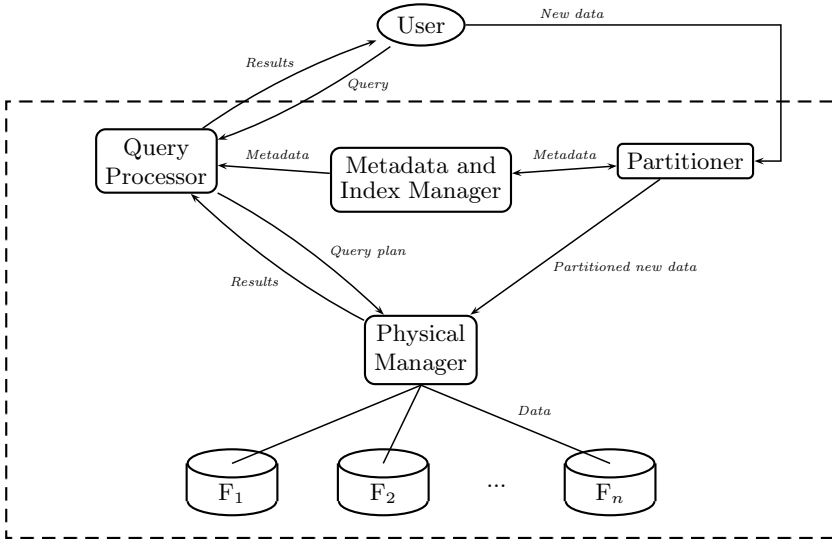 New data
User
Results
Query
Query
Processor
Metadata
Metadata and
Index Manager
Metadata
Partitioner
Query plan
Results
Partitioned new data
Physical
Manager
Data
F1
F2
...
Fn